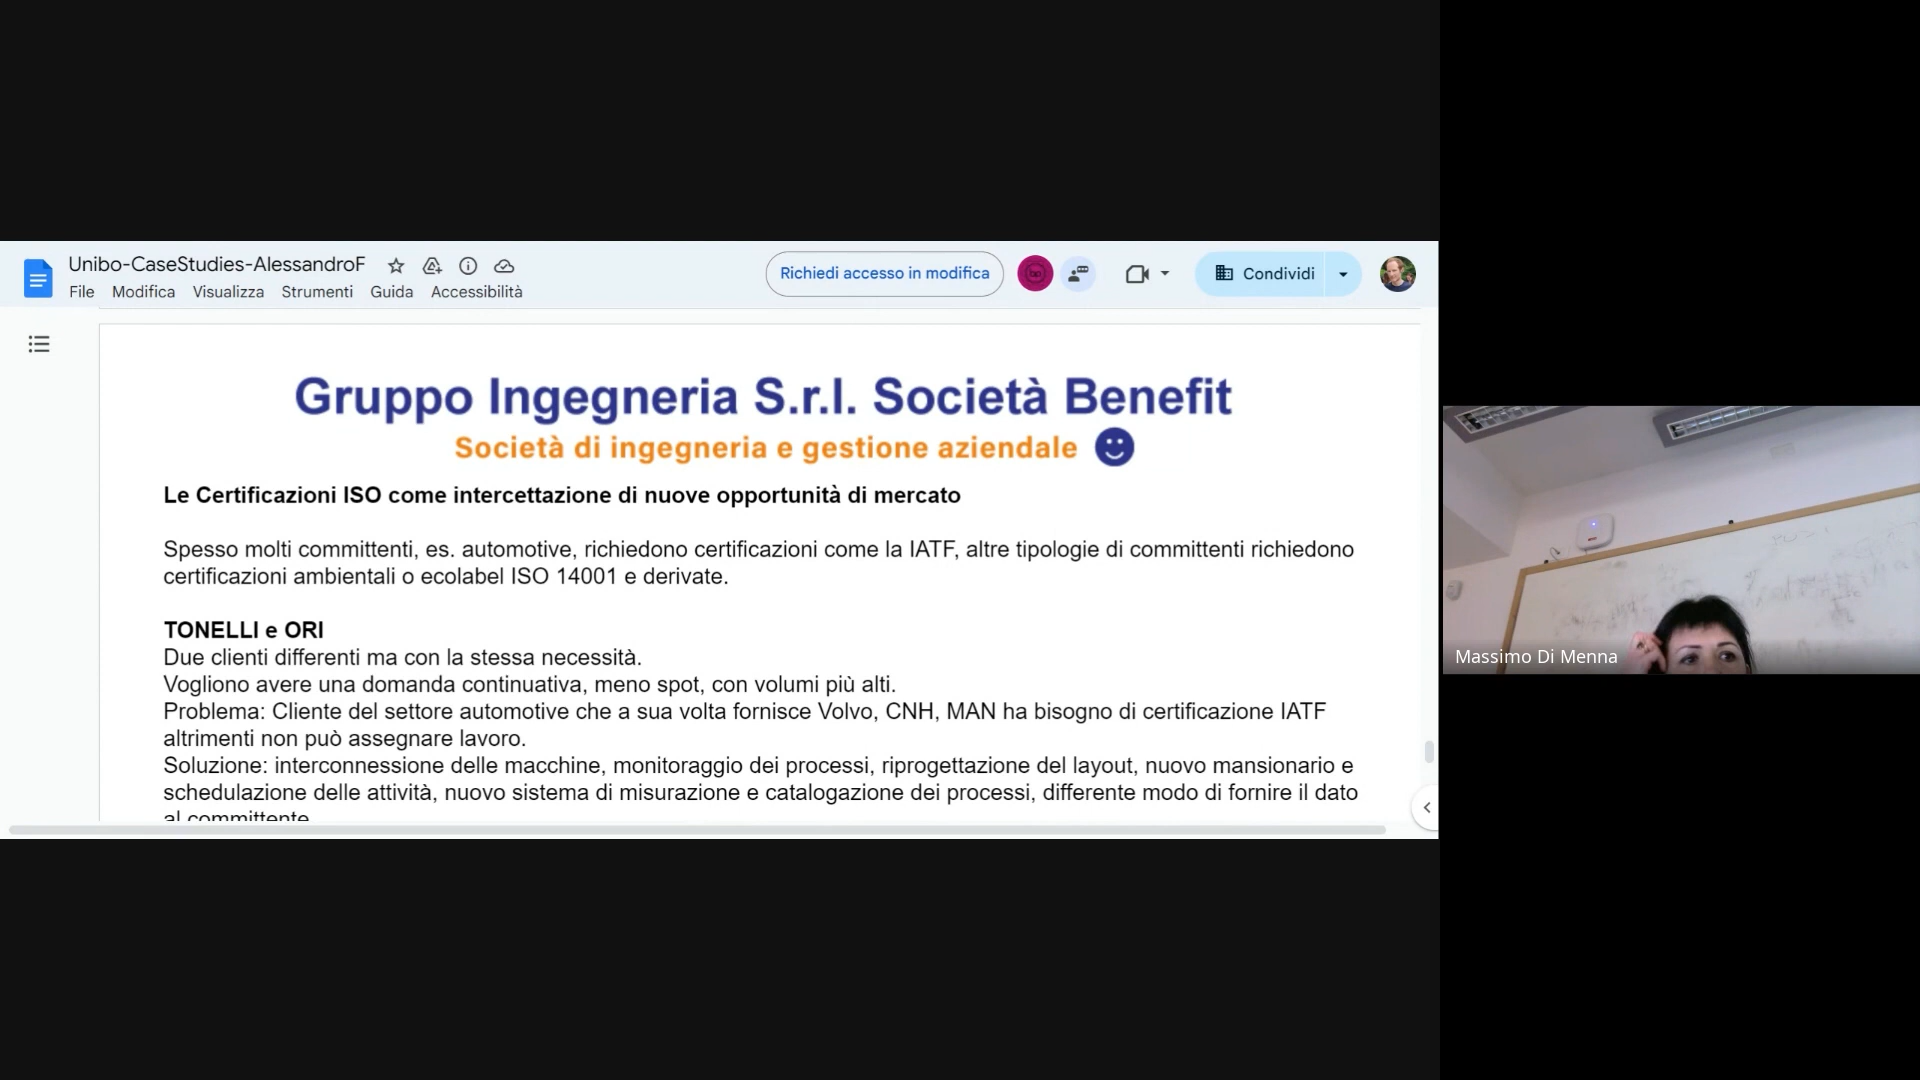 Unibo-CaseStudies-AlessandroF
File Modifica Visualizza Strumenti Guida Accessibilità
Richiedi accesso in modifica
Condividi
Gruppo Ingegneria S.r.l. Società Benefit
Società di ingegneria e gestione aziendale
Le Certificazioni ISO come intercettazione di nuove opportunità di mercato
Spesso molti committenti, es. automotive, richiedono certificazioni come la IATF, altre tipologie di committenti richiedono
certificazioni ambientali o ecolabel ISO 14001 e derivate.
TONELLI e ORI
Due clienti differenti ma con la stessa necessità.
Vogliono avere una domanda continuativa, meno spot, con volumi più alti.
Problema: Cliente del settore automotive che a sua volta fornisce Volvo, CNH, MAN ha bisogno di certificazione IATF
altrimenti non può assegnare lavoro.
Soluzione: interconnessione delle macchine, monitoraggio dei processi, riprogettazione del layout, nuovo mansionario e
schedulazione delle attività, nuovo sistema di misurazione e catalogazione dei processi, differente modo di fornire il dato
al committente.
Massimo Di Menna